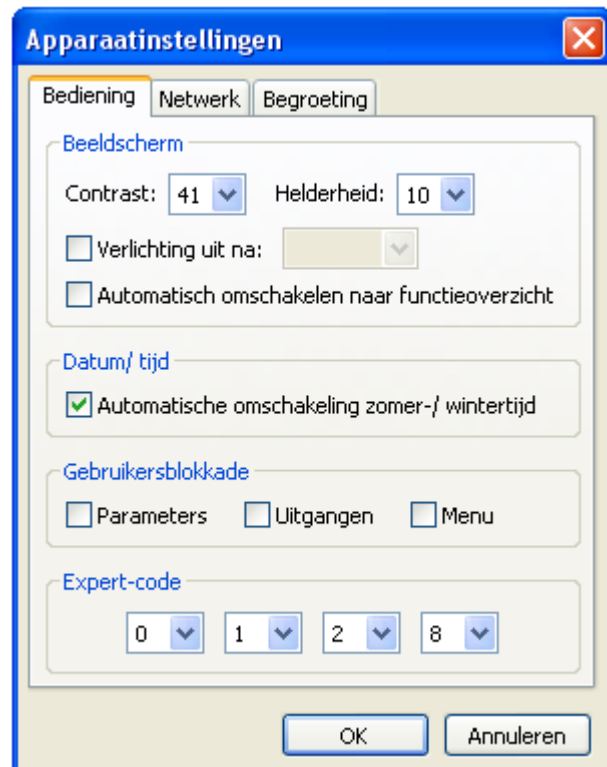 Apparaatinstellingen
Bediening Netwerk Begroeting
Beeldscherm
Contrast: 41 Helderheid: 10
Verlichting uit na:
Automatisch omschakelen naar functieoverzicht
Datum/ tijd
Automatische omschakeling zomer-/ wintertijd
Gebruikersblokkade
Parameters Uitgangen Menu
Expert-code
0 1 2 8
OK Annuleren